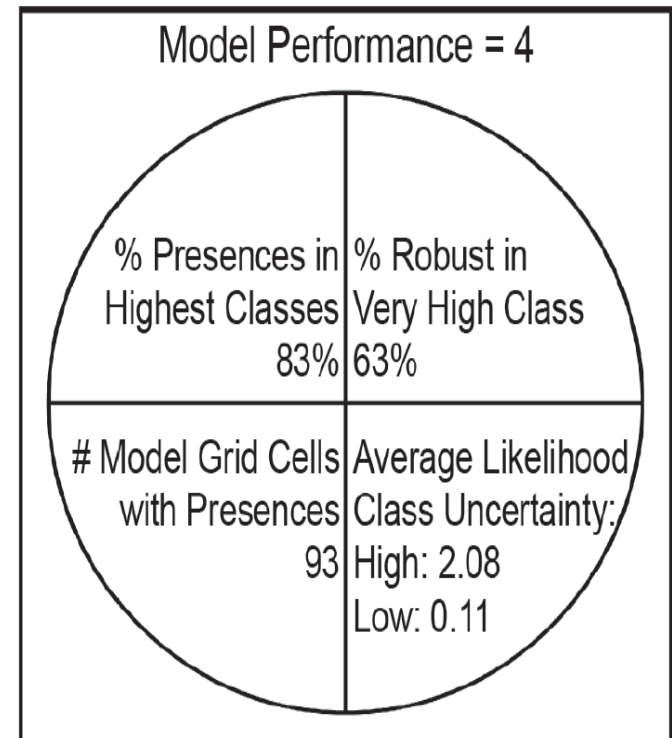 Model Performance = 4
% Presences in
Highest Classes
83%
% Robust in
Very High Class
63%
# Model Grid Cells
with Presences
93
Average Likelihood
Class Uncertainty:
High: 2.08
Low: 0.11